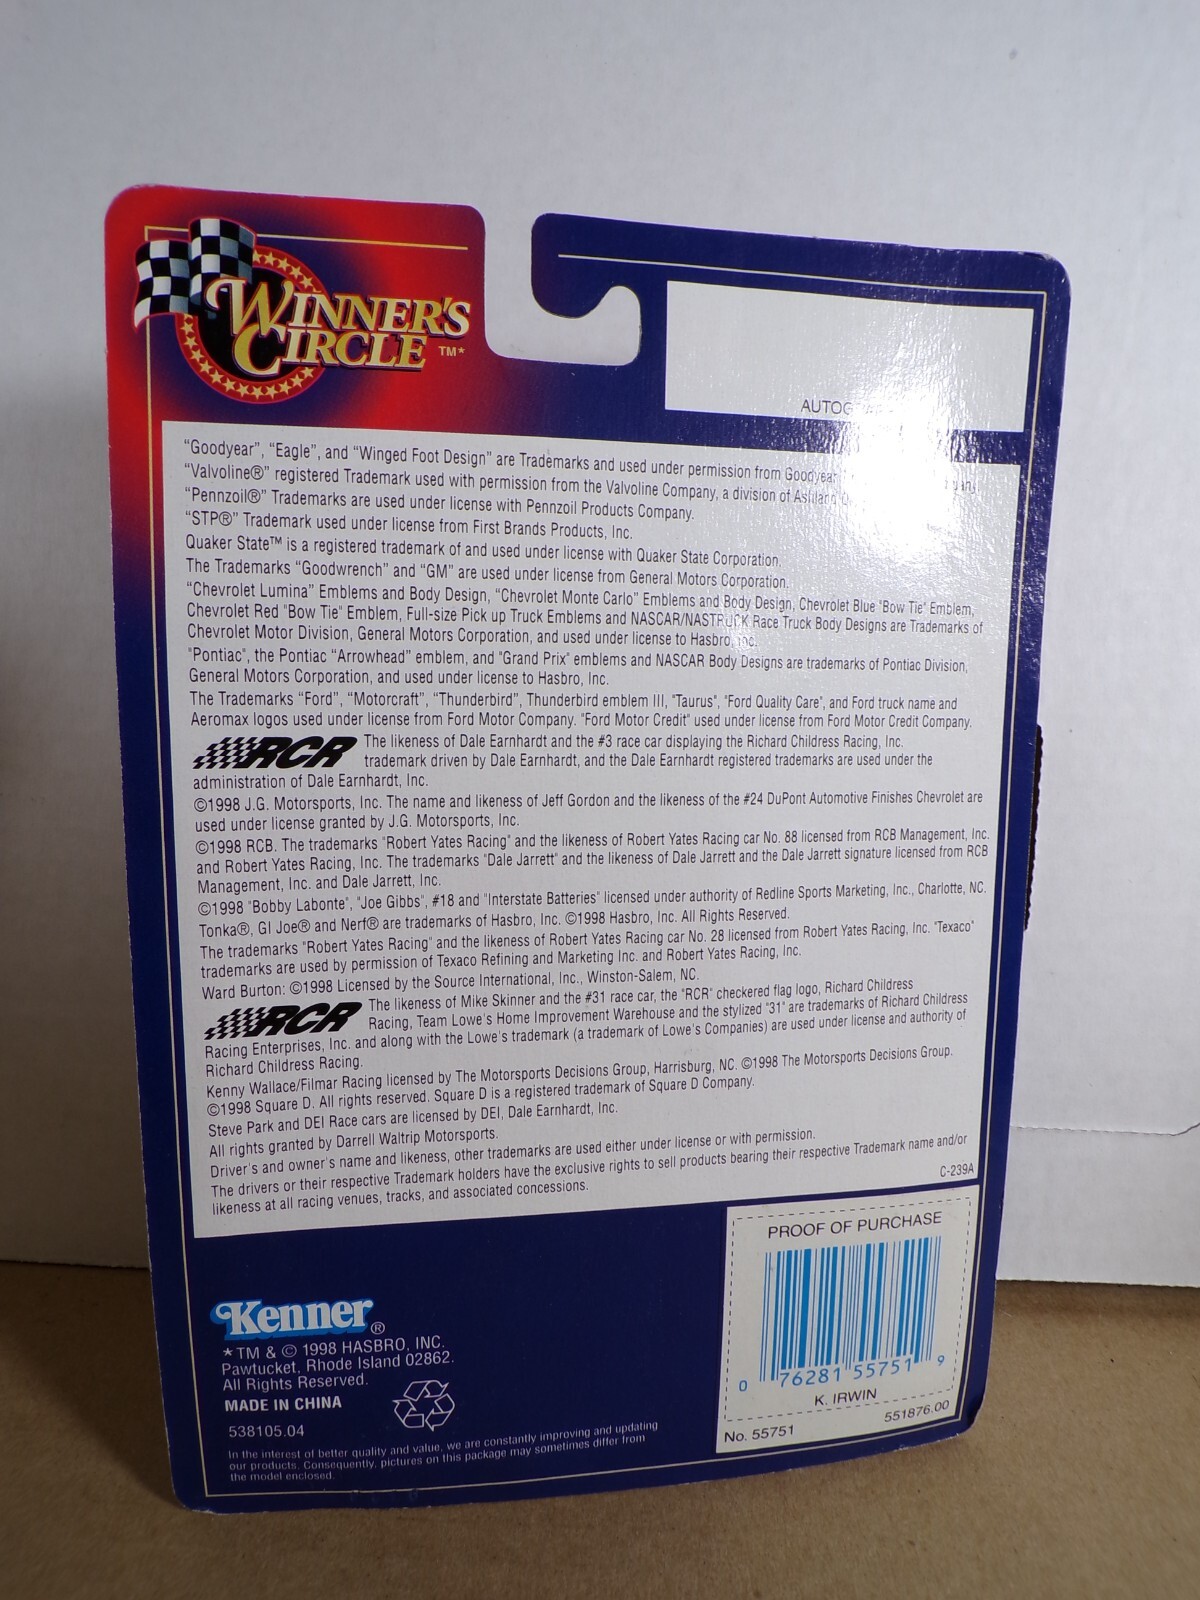 WINNER'S
CIRCLE ™*
"Goodyear", "Eagle", and "Winged Foot Design" are Trademarks and used under permission from Goodyear
"Valvoline®" registered Trademark used with permission from the Valvoline Company, a division of Ashland
"Pennzoil®" Trademarks are used under license with Pennzoil Products Company.
"STP®" Trademark used under license from First Brands Products, Inc.
Quaker State™ is a registered trademark of and used under license with Quaker State Corporation.
The Trademarks "Goodwrench" and "GM" are used under license from General Motors Corporation.
"Chevrolet Lumina" Emblems and Body Design, "Chevrolet Monte Carlo" Emblems and Body Design, Chevrolet Blue "Bow Tie" Emblem,
Chevrolet Red "Bow Tie" Emblem, Full-size Pick up Truck Emblems and NASCAR/NASTRUCK Race Truck Body Designs are Trademarks of
Chevrolet Motor Division, General Motors Corporation, and used under license to Hasbro, Inc.
"Pontiac", the Pontiac "Arrowhead" emblem, and "Grand Prix" emblems and NASCAR Body Designs are trademarks of Pontiac Division,
General Motors Corporation, and used under license to Hasbro, Inc.
The Trademarks "Ford", "Motorcraft", "Thunderbird", Thunderbird emblem III, "Taurus", "Ford Quality Care", and Ford truck name and
Aeromax logos used under license from Ford Motor Company. "Ford Motor Credit" used under license from Ford Motor Credit Company.
RCR The likeness of Dale Earnhardt and the #3 race car displaying the Richard Childress Racing, Inc.
trademark driven by Dale Earnhardt, and the Dale Earnhardt registered trademarks are used under the
administration of Dale Earnhardt, Inc.
©1998 J.G. Motorsports, Inc. The name and likeness of Jeff Gordon and the likeness of the #24 DuPont Automotive Finishes Chevrolet are
used under license granted by J.G. Motorsports, Inc.
©1998 RCB. The trademarks "Robert Yates Racing" and the likeness of Robert Yates Racing car No. 88 licensed from RCB Management, Inc.
and Robert Yates Racing, Inc. The trademarks "Dale Jarrett" and the likeness of Dale Jarrett and the Dale Jarrett signature licensed from RCB
Management, Inc. and Dale Jarrett, Inc.
©1998 "Bobby Labonte", "Joe Gibbs", #18 and "Interstate Batteries" licensed under authority of Redline Sports Marketing, Inc., Charlotte, NC.
Tonka®, GI Joe® and Nerf® are trademarks of Hasbro, Inc. ©1998 Hasbro, Inc. All Rights Reserved.
The trademarks "Robert Yates Racing" and the likeness of Robert Yates Racing car No. 28 licensed from Robert Yates Racing, Inc. "Texaco"
trademarks are used by permission of Texaco Refining and Marketing Inc. and Robert Yates Racing, Inc.
Ward Burton: ©1998 Licensed by the Source International, Inc., Winston-Salem, NC.
RCR The likeness of Mike Skinner and the #31 race car, the "RCR" checkered flag logo, Richard Childress
Racing, Team Lowe's Home Improvement Warehouse and the stylized "31" are trademarks of Richard Childress
Racing Enterprises, Inc. and along with the Lowe's trademark (a trademark of Lowe's Companies) are used under license and authority of
Richard Childress Racing.
Kenny Wallace/Filmar Racing licensed by The Motorsports Decisions Group, Harrisburg, NC. ©1998 The Motorsports Decisions Group.
©1998 Square D. All rights reserved. Square D is a registered trademark of Square D Company.
Steve Park and DEI Race cars are licensed by DEI, Dale Earnhardt, Inc.
All rights granted by Darrell Waltrip Motorsports.
Driver's and owner's name and likeness, other trademarks are used either under license or with permission.
The drivers or their respective Trademark holders have the exclusive rights to sell products bearing their respective Trademark name and/or
likeness at all racing venues, tracks, and associated concessions.
C-239A
Kenner®
*TM & © 1998 HASBRO, INC.
Pawtucket, Rhode Island 02862.
All Rights Reserved.
MADE IN CHINA
538105.04
In the interest of better quality and value, we are constantly improving and updating
our products. Consequently, pictures on this package may sometimes differ from
the model enclosed.
PROOF OF PURCHASE
0 76281 55751 9
K. IRWIN
No. 55751 551876.00